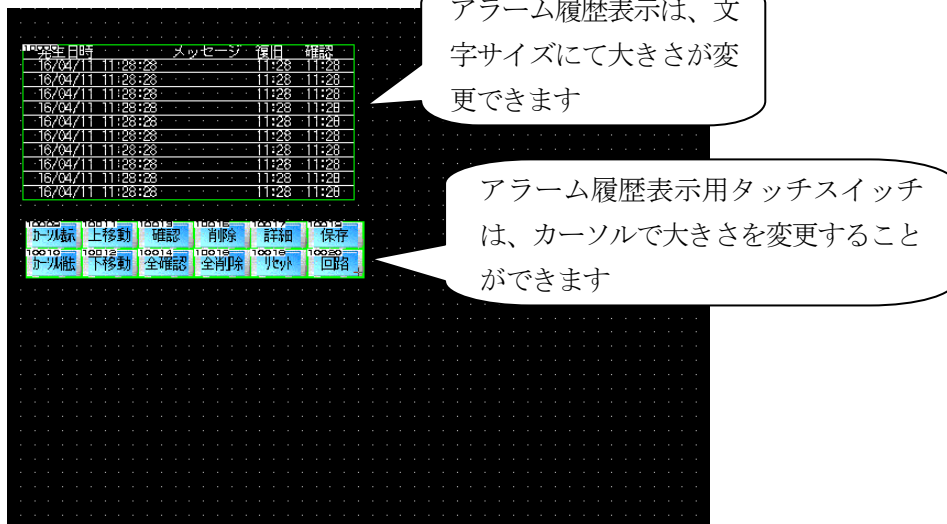 アラーム履歴表示は、文
字サイズにて大きさが変
更できます
発生日時 メッセージ 復旧 確認
16/04/11 11:28:28 11:28 11:28
16/04/11 11:28:28 11:28 11:28
16/04/11 11:28:28 11:28 11:28
16/04/11 11:28:28 11:28 11:28
16/04/11 11:28:28 11:28 11:28
16/04/11 11:28:28 11:28 11:28
16/04/11 11:28:28 11:28 11:28
16/04/11 11:28:28 11:28 11:28
16/04/11 11:28:28 11:28 11:28
16/04/11 11:28:28 11:28 11:28
アラーム履歴表示用タッチスイッチ
は、カーソルで大きさを変更すること
ができます
カーソル表示 上移動 確認 削除 詳細 保存
カーソル消去 下移動 全確認 全削除 リセット 回路